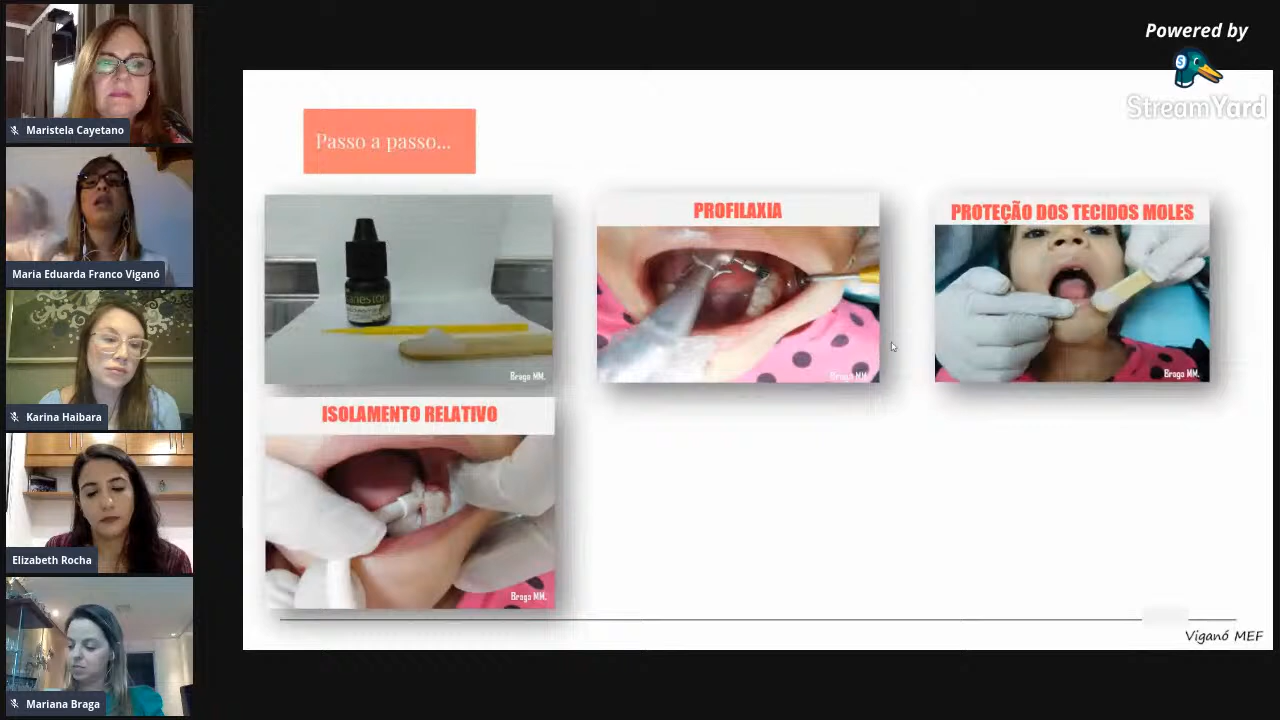 Powered by
StreamYard
Maristela Cayetano
Maria Eduarda Franco Viganó
Karina Haibara
Elizabeth Rocha
Mariana Braga
Passo a passo...
Braga MM.
PROFILAXIA
Braga MM.
PROTEÇÃO DOS TECIDOS MOLES
Braga MM.
ISOLAMENTO RELATIVO
Braga MM.
Viganó MEF